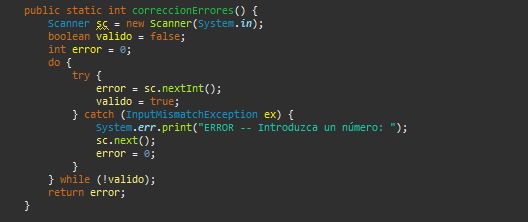 public static int correccionErrores() {
Scanner sc = new Scanner(System.in);
boolean valido = false;
int error = 0;
do {
try {
error = sc.nextInt();
valido = true;
} catch (InputMismatchException ex) {
System.err.print("ERROR -- Introduzca un número: ");
sc.next();
error = 0;
}
} while (!valido);
return error;
}